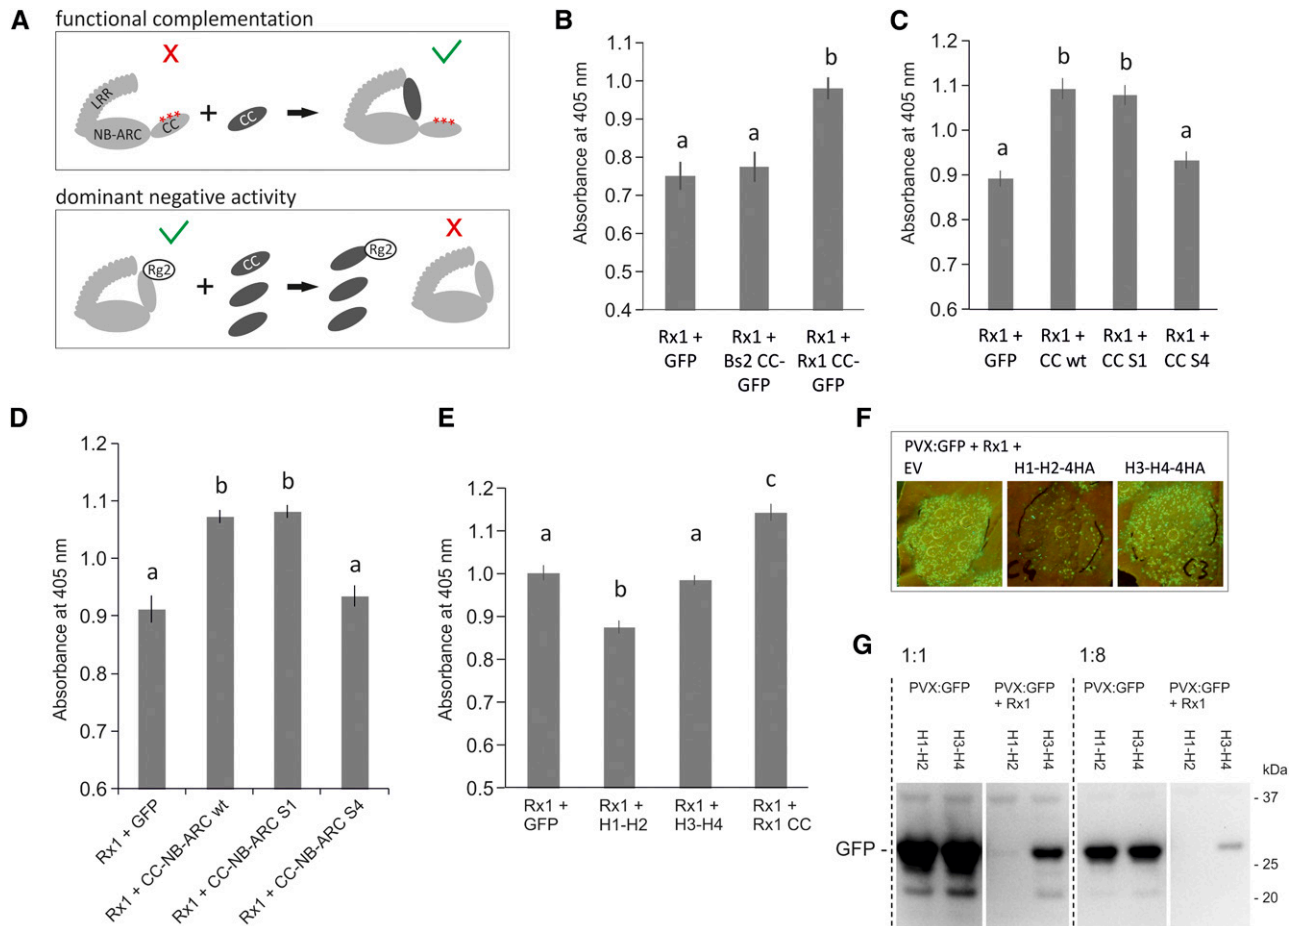 A
functional complementation
X
LRR
NB-ARC
***
CC
+
CC
***
dominant negative activity
Rg2
+
CC
Rg2
X
B
Absorbance at 405 nm
1.1
1.0
0.9
0.8
0.7
0.6
0.5
0.4
a
a
b
Rx1 + GFP
Rx1 + Bs2 CC-GFP
Rx1 + Rx1 CC-GFP
C
Absorbance at 405 nm
1.2
1.1
1.0
0.9
0.8
0.7
0.6
a
b
b
a
Rx1 + GFP
Rx1 + CC wt
Rx1 + CC S1
Rx1 + CC S4
D
Absorbance at 405 nm
1.2
1.1
1.0
0.9
0.8
0.7
0.6
a
b
b
a
Rx1 + GFP
Rx1 + CC-NB-ARC wt
Rx1 + CC-NB-ARC S1
Rx1 + CC-NB-ARC S4
E
Absorbance at 405 nm
1.2
1.1
1.0
0.9
0.8
0.7
0.6
0.5
a
b
a
c
Rx1 + GFP
Rx1 + H1-H2
Rx1 + H3-H4
Rx1 + Rx1 CC
F
PVX:GFP + Rx1 +
EV
H1-H2-4HA
H3-H4-4HA
C3
G
1:1
1:8
PVX:GFP
PVX:GFP + Rx1
PVX:GFP
PVX:GFP + Rx1
H1-H2
H3-H4
H1-H2
H3-H4
H1-H2
H3-H4
H1-H2
H3-H4
kDa
- 37
GFP -
- 25
- 20